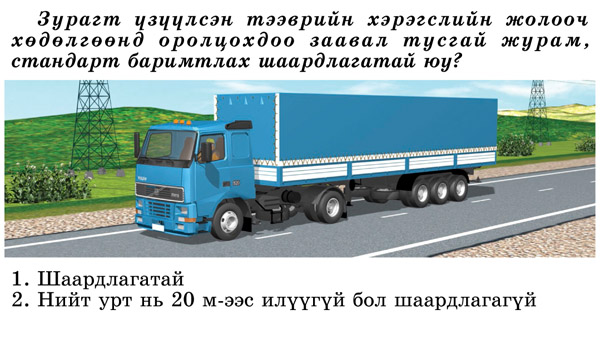 Зурагт үзүүлсэн тээврийн хэрэгслийн жолооч
хөдөлгөөнд оролцохдоо заавал тусгай журам,
стандарт баримтлах шаардлагатай юу?
1. Шаардлагатай
2. Нийт урт нь 20 м-ээс илүүгүй бол шаардлагагүй